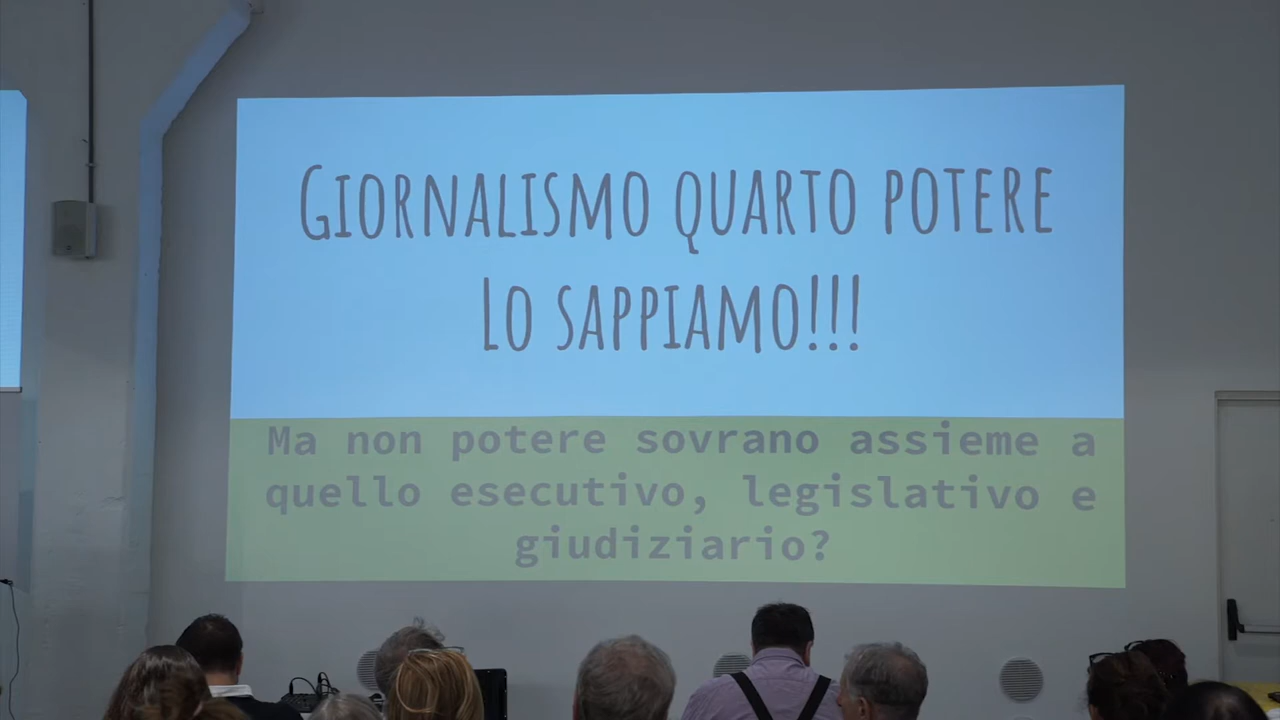 Giornalismo quarto potere
Lo sappiamo!!!
Ma non potere sovrano assieme a
quello esecutivo, legislativo e
giudiziario?